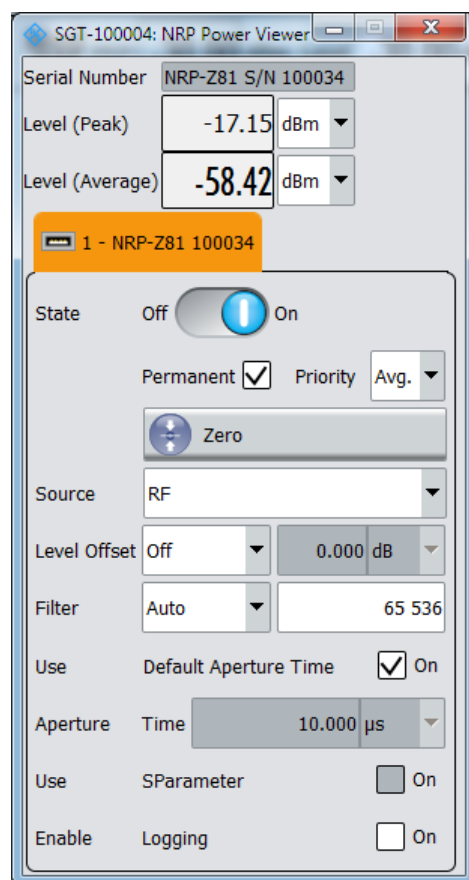 SGT-100004: NRP Power Viewer
Serial Number NRP-Z81 S/N 100034
Level (Peak) -17.15 dBm
Level (Average) -58.42 dBm
1 - NRP-Z81 100034
State Off On
Permanent Priority Avg.
Zero
Source RF
Level Offset Off 0.000 dB
Filter Auto 65 536
Use Default Aperture Time On
Aperture Time 10.000 µs
Use SParameter On
Enable Logging On